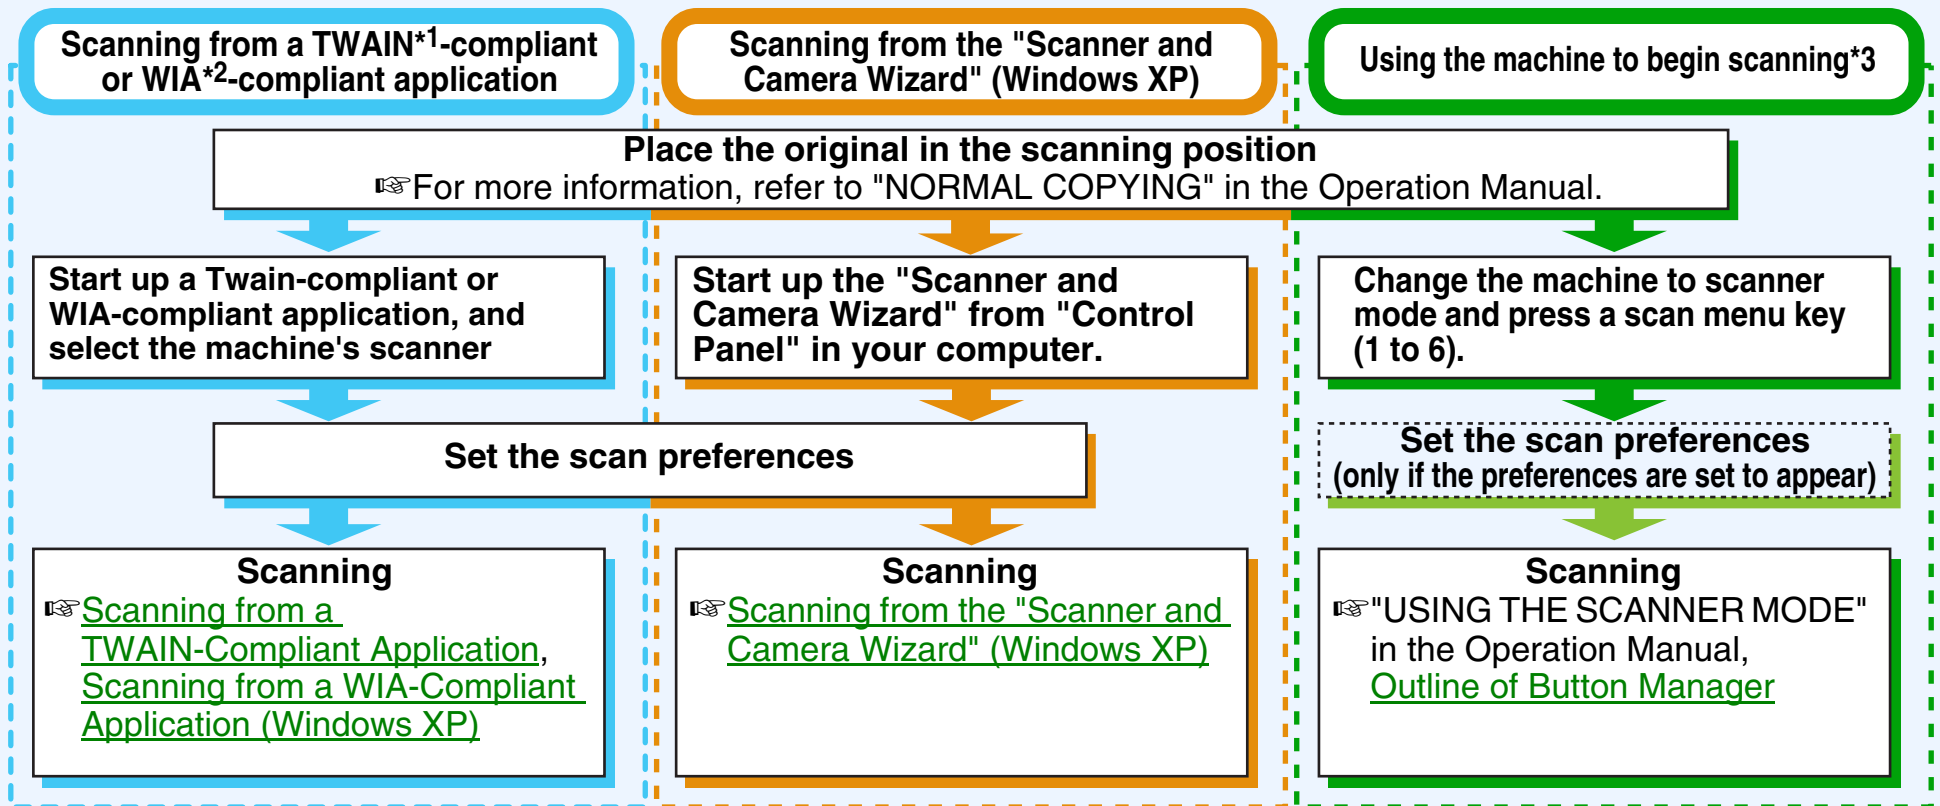 Scanning from a TWAIN*1-compliant
or WIA*2-compliant application
Scanning from the "Scanner and
Camera Wizard" (Windows XP)
Using the machine to begin scanning*3
Place the original in the scanning position
☞For more information, refer to "NORMAL COPYING" in the Operation Manual.
Start up a Twain-compliant or
WIA-compliant application, and
select the machine's scanner
Start up the "Scanner and
Camera Wizard" from "Control
Panel" in your computer.
Change the machine to scanner
mode and press a scan menu key
(1 to 6).
Set the scan preferences
Set the scan preferences
(only if the preferences are set to appear)
Scanning
☞Scanning from a
TWAIN-Compliant Application,
Scanning from a WIA-Compliant
Application (Windows XP)
Scanning
☞Scanning from the "Scanner and
Camera Wizard" (Windows XP)
Scanning
☞"USING THE SCANNER MODE"
in the Operation Manual,
Outline of Button Manager